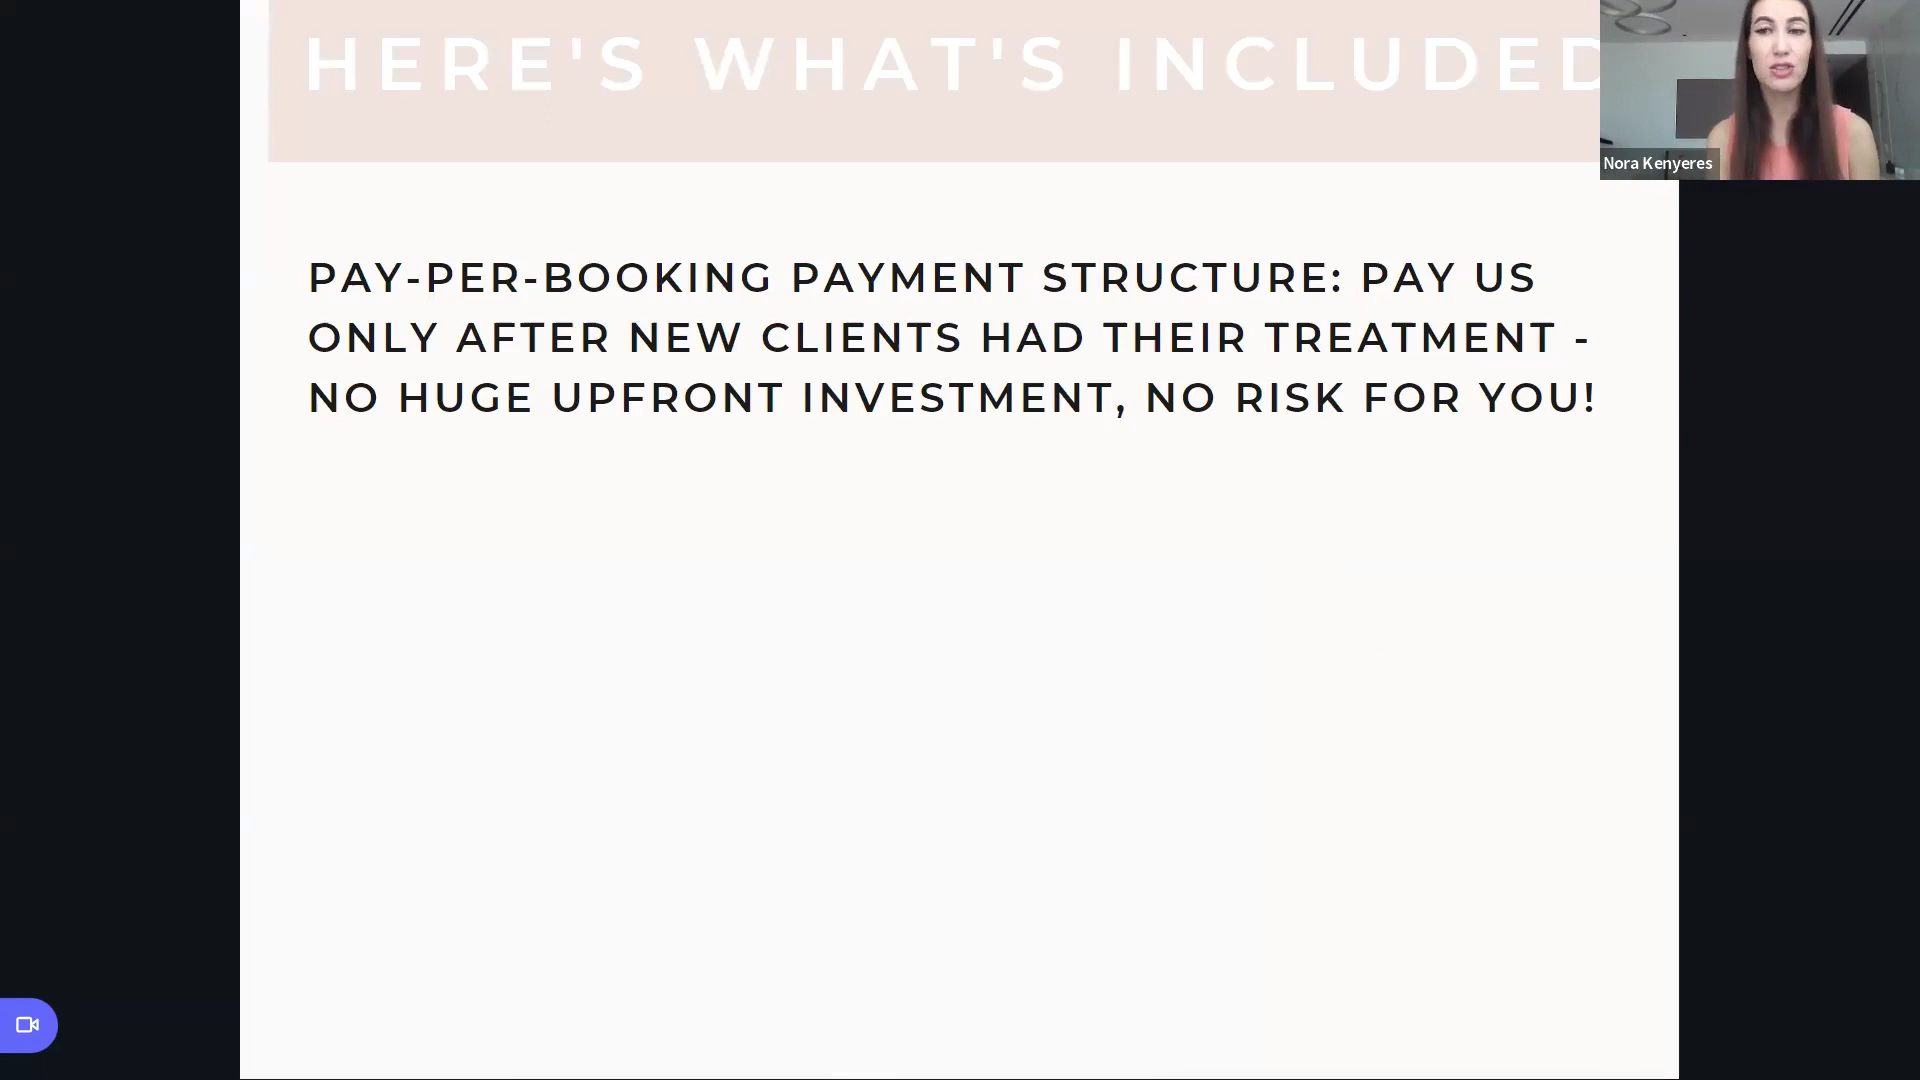 HERE'S WHAT'S INCLUDED
Nora Kenyeres
PAY-PER-BOOKING PAYMENT STRUCTURE: PAY US
ONLY AFTER NEW CLIENTS HAD THEIR TREATMENT -
NO HUGE UPFRONT INVESTMENT, NO RISK FOR YOU!